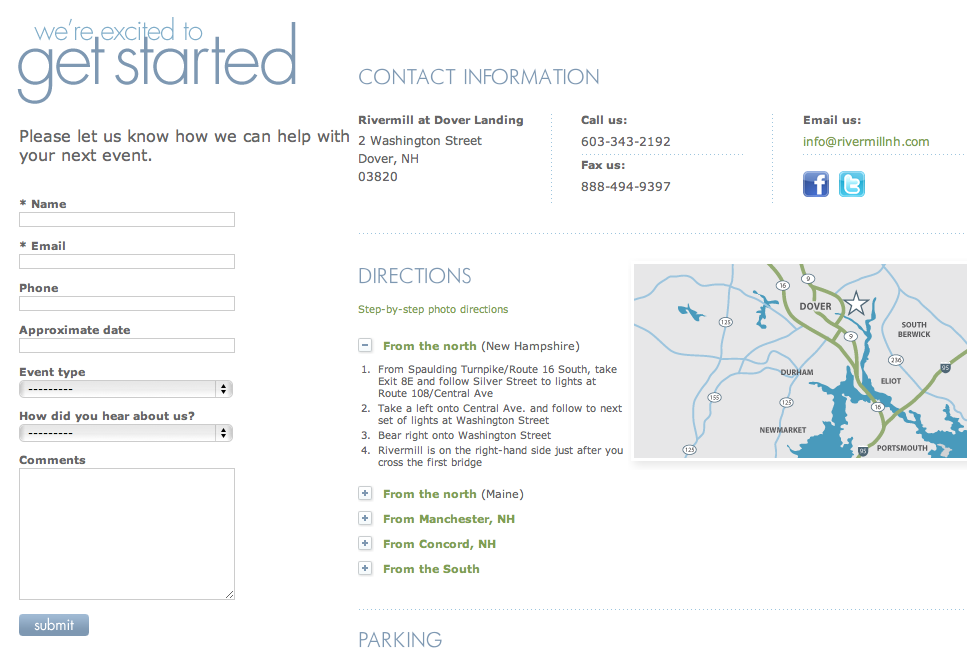 we're excited to
get started
Please let us know how we can help with
your next event.
* Name
* Email
Phone
Approximate date
Event type
---------
How did you hear about us?
---------
Comments
submit
CONTACT INFORMATION
Rivermill at Dover Landing
2 Washington Street
Dover, NH
03820
Call us:
603-343-2192
Fax us:
888-494-9397
Email us:
info@rivermillnh.com
f
t
DIRECTIONS
Step-by-step photo directions
− From the north (New Hampshire)
1. From Spaulding Turnpike/Route 16 South, take
Exit 8E and follow Silver Street to lights at
Route 108/Central Ave
2. Take a left onto Central Ave. and follow to next
set of lights at Washington Street
3. Bear right onto Washington Street
4. Rivermill is on the right-hand side just after you
cross the first bridge
+ From the north (Maine)
+ From Manchester, NH
+ From Concord, NH
+ From the South
9
16
DOVER
125
SOUTH
BERWICK
9
236
95
DURHAM
ELIOT
155
125
16
NEWMARKET
125
95
PORTSMOUTH
PARKING